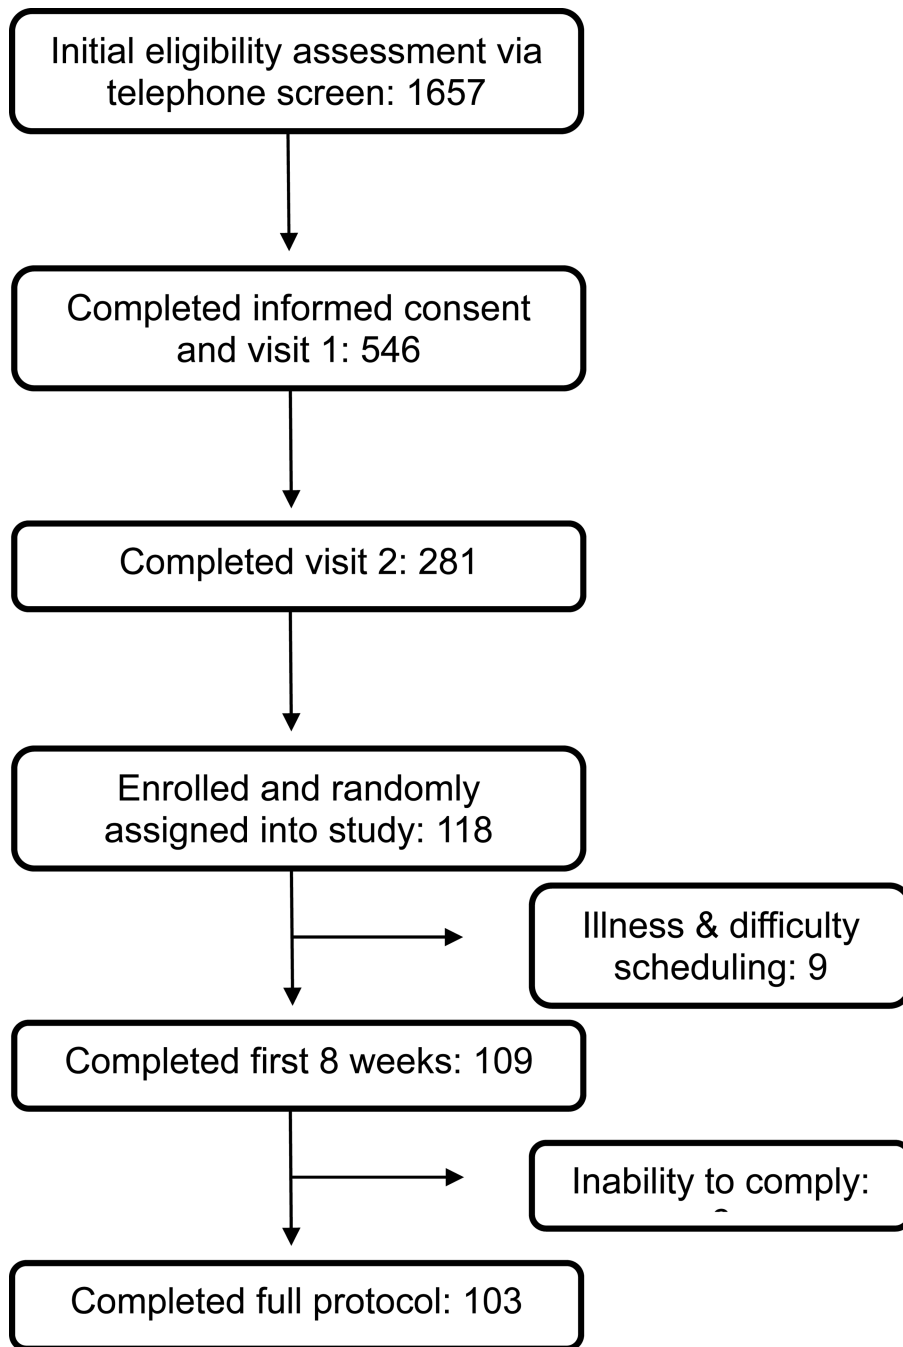 Initial eligibility assessment via
telephone screen: 1657
Completed informed consent
and visit 1: 546
Completed visit 2: 281
Enrolled and randomly
assigned into study: 118
Illness & difficulty
scheduling: 9
Completed first 8 weeks: 109
Inability to comply:
Completed full protocol: 103